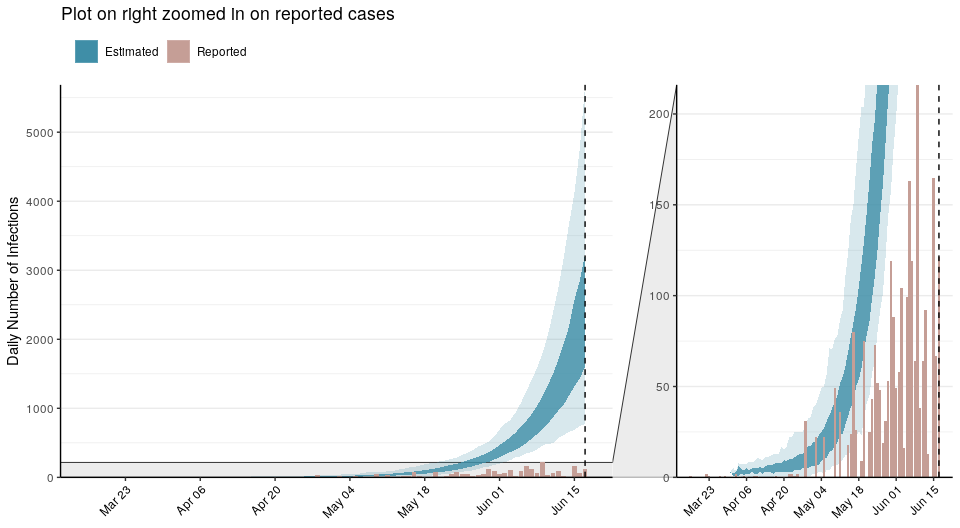 Plot on right zoomed in on reported cases
Estimated Reported
Daily Number of Infections
5000
4000
3000
2000
1000
0
Mar 23 Apr 06 Apr 20 May 04 May 18 Jun 01 Jun 15
200
150
100
50
0
Mar 23 Apr 06 Apr 20 May 04 May 18 Jun 01 Jun 15